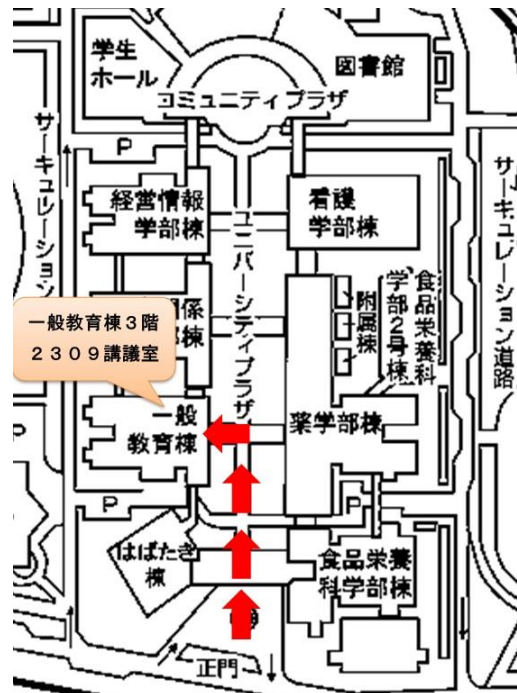 学生
ホール
図書館
コミュニティプラザ
サーキュレーション
P
経営情報
学部棟
看護
学部棟
ユニバーシティプラザ
サーキュレーション道路
附属棟
食品栄養科
学部2号棟
係
部棟
一般教育棟3階
2309講議室
一般
教育棟
薬学部棟
P
P
P
はばたき
棟
食品栄養
科学部棟
正門